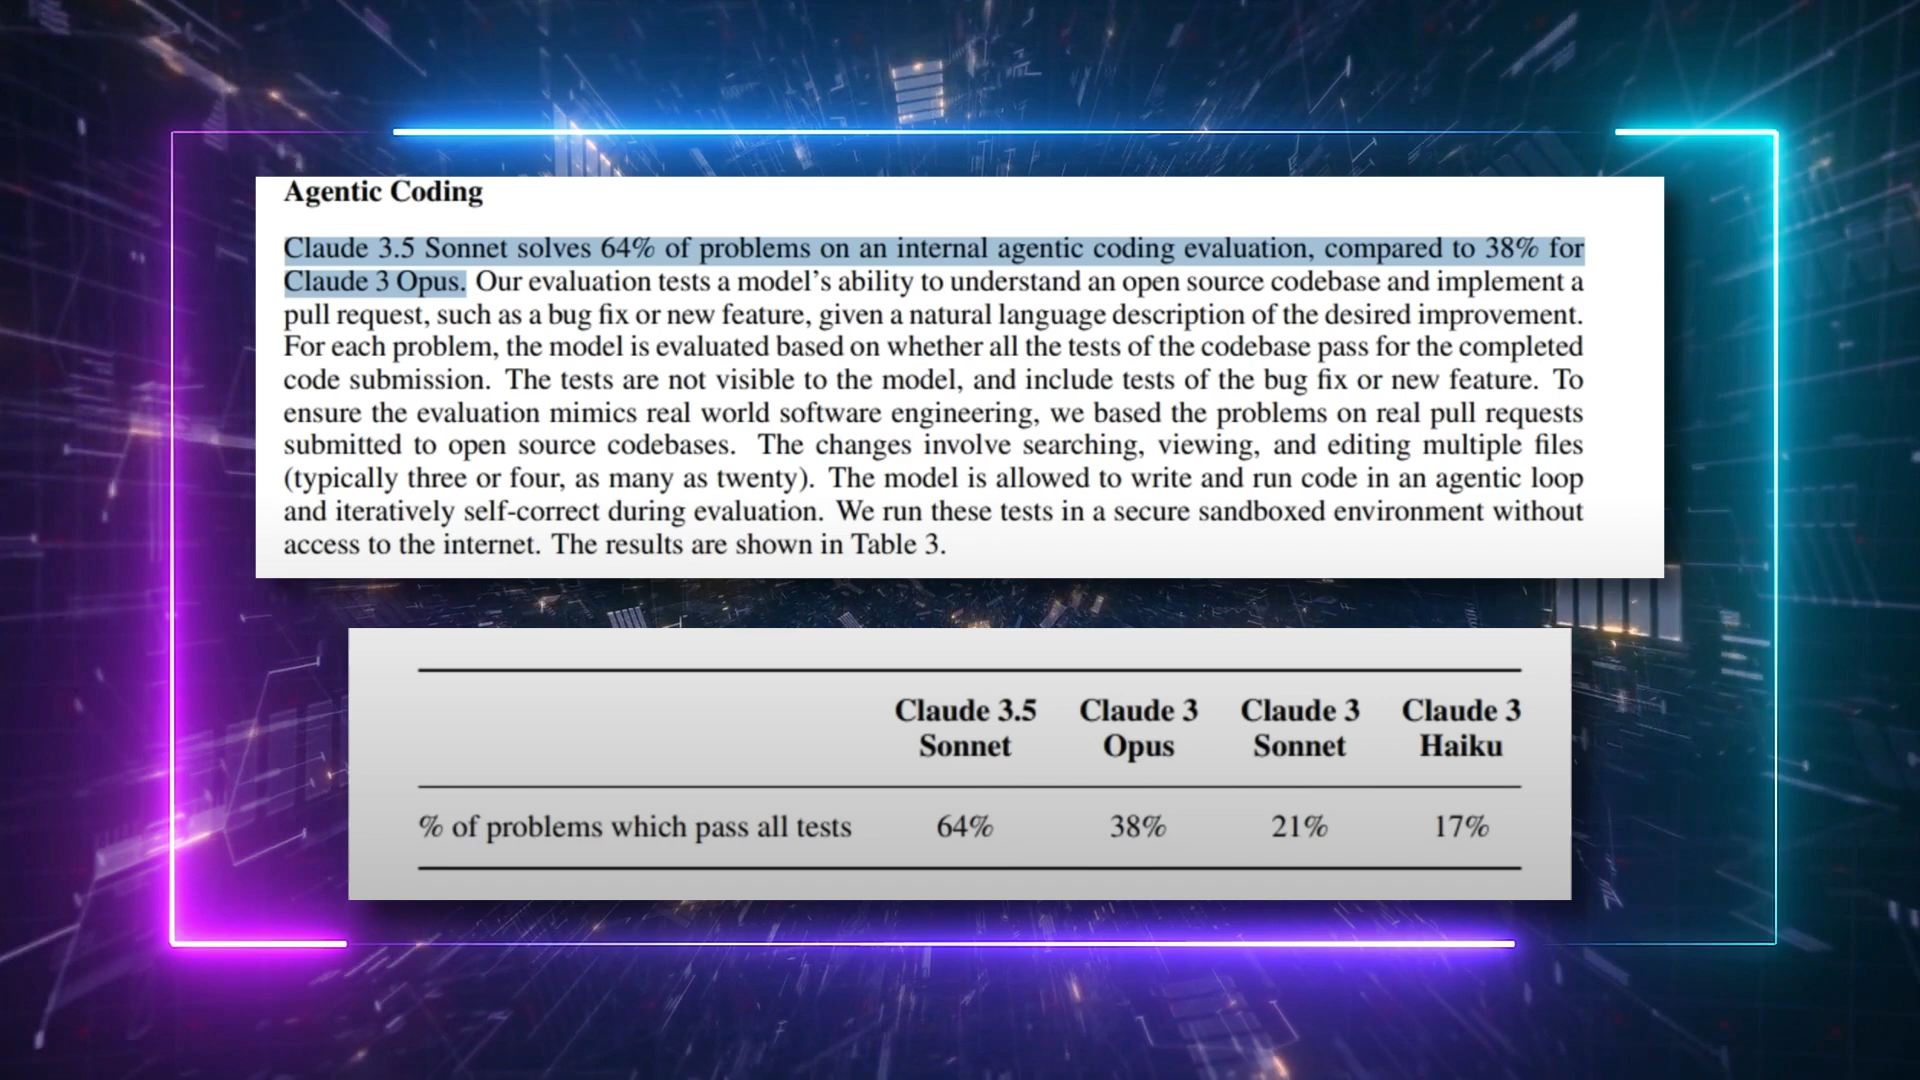 Agentic Coding
Claude 3.5 Sonnet solves 64% of problems on an internal agentic coding evaluation, compared to 38% for
Claude 3 Opus. Our evaluation tests a model’s ability to understand an open source codebase and implement a
pull request, such as a bug fix or new feature, given a natural language description of the desired improvement.
For each problem, the model is evaluated based on whether all the tests of the codebase pass for the completed
code submission. The tests are not visible to the model, and include tests of the bug fix or new feature. To
ensure the evaluation mimics real world software engineering, we based the problems on real pull requests
submitted to open source codebases. The changes involve searching, viewing, and editing multiple files
(typically three or four, as many as twenty). The model is allowed to write and run code in an agentic loop
and iteratively self-correct during evaluation. We run these tests in a secure sandboxed environment without
access to the internet. The results are shown in Table 3.
Claude 3.5 Claude 3 Claude 3 Claude 3
Sonnet Opus Sonnet Haiku
% of problems which pass all tests 64% 38% 21% 17%